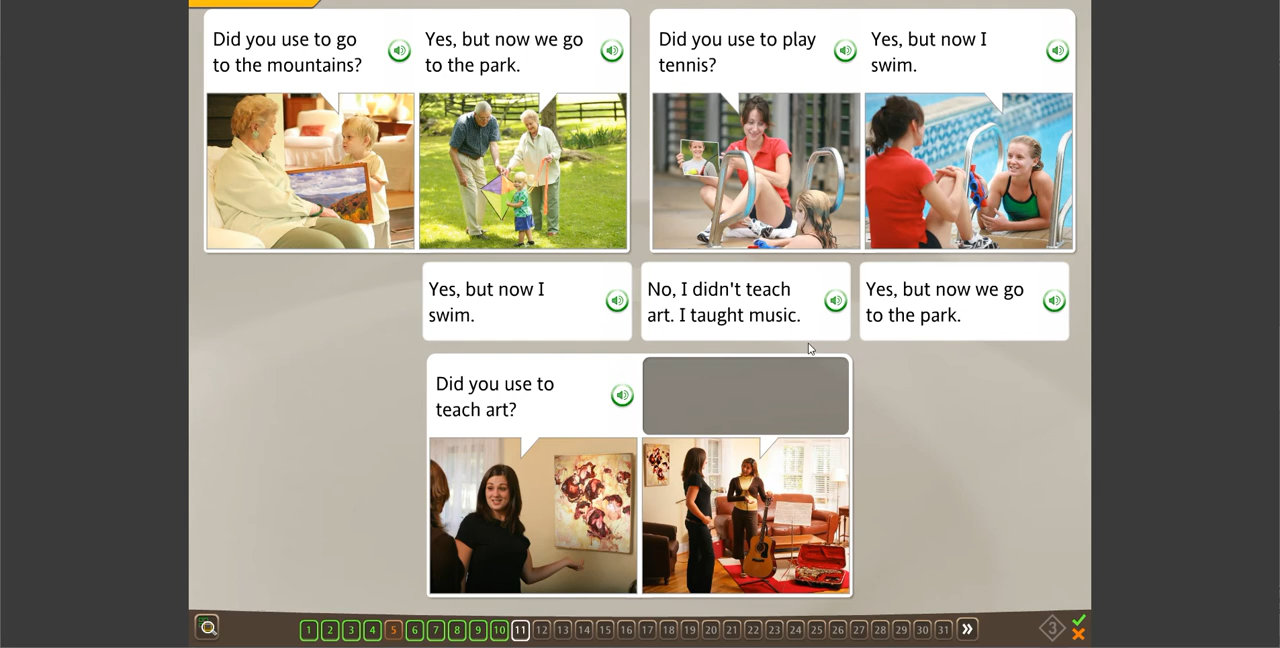 Did you use to go
to the mountains?
Yes, but now we go
to the park.
Did you use to play
tennis?
Yes, but now I
swim.
Yes, but now I
swim.
No, I didn't teach
art. I taught music.
Yes, but now we go
to the park.
Did you use to
teach art?
1 2 3 4 5 6 7 8 9 10 11 12 13 14 15 16 17 18 19 20 21 22 23 24 25 26 27 28 29 30 31 »
3